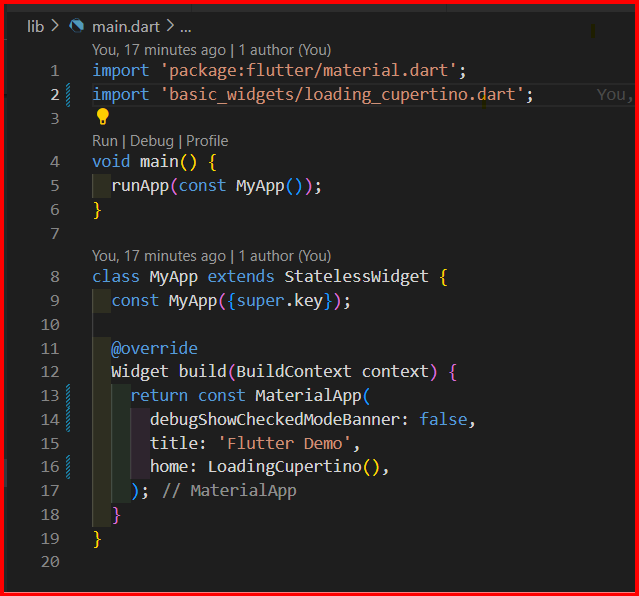 lib > main.dart > ...
You, 17 minutes ago | 1 author (You)
1 import 'package:flutter/material.dart';
2 import 'basic_widgets/loading_cupertino.dart'; You,
3
Run | Debug | Profile
4 void main() {
5 runApp(const MyApp());
6 }
7
You, 17 minutes ago | 1 author (You)
8 class MyApp extends StatelessWidget {
9 const MyApp({super.key});
10
11 @override
12 Widget build(BuildContext context) {
13 return const MaterialApp(
14 debugShowCheckedModeBanner: false,
15 title: 'Flutter Demo',
16 home: LoadingCupertino(),
17 ); // MaterialApp
18 }
19 }
20